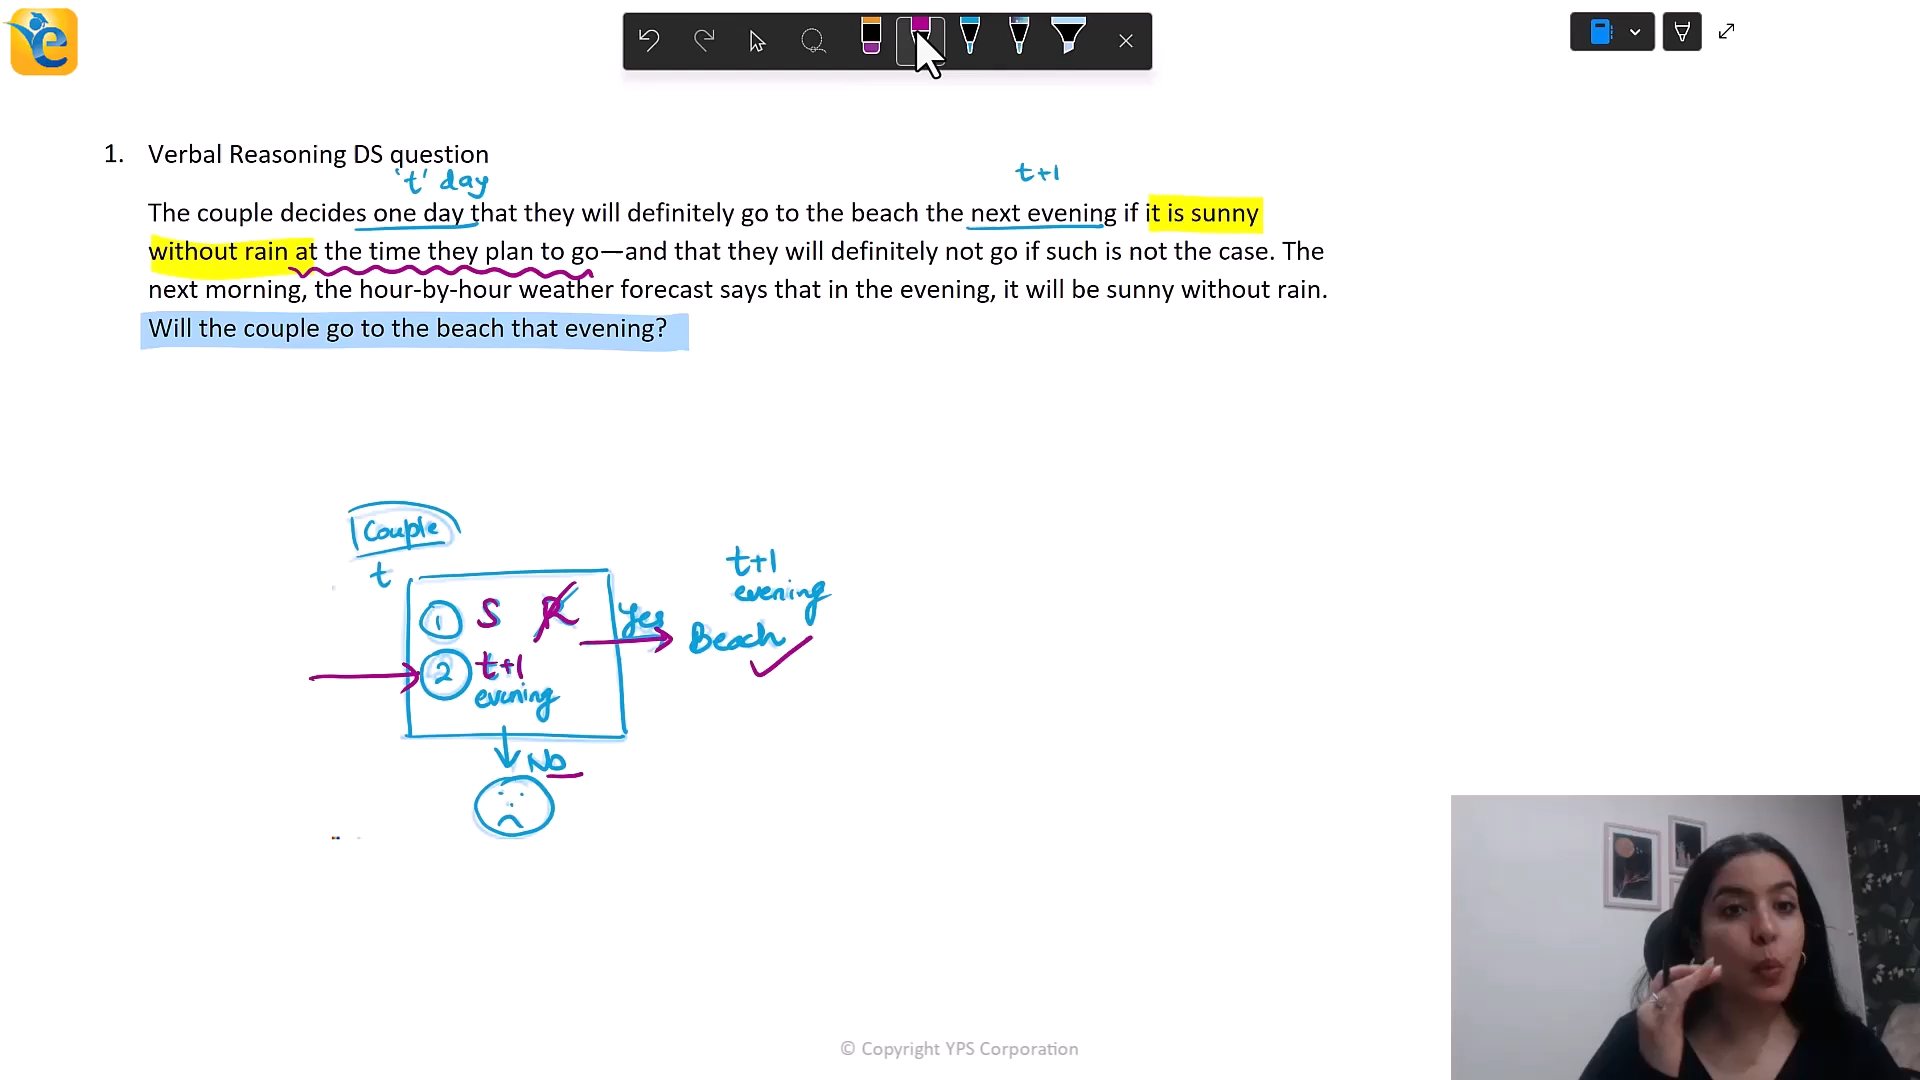 1. Verbal Reasoning DS question
't' day
t+1
The couple decides one day that they will definitely go to the beach the next evening if it is sunny
without rain at the time they plan to go—and that they will definitely not go if such is not the case. The
next morning, the hour-by-hour weather forecast says that in the evening, it will be sunny without rain.
Will the couple go to the beach that evening?
Couple
t
t+1
evening
1 S R
Yes
Beach
2 t+1
evening
No
© Copyright YPS Corporation